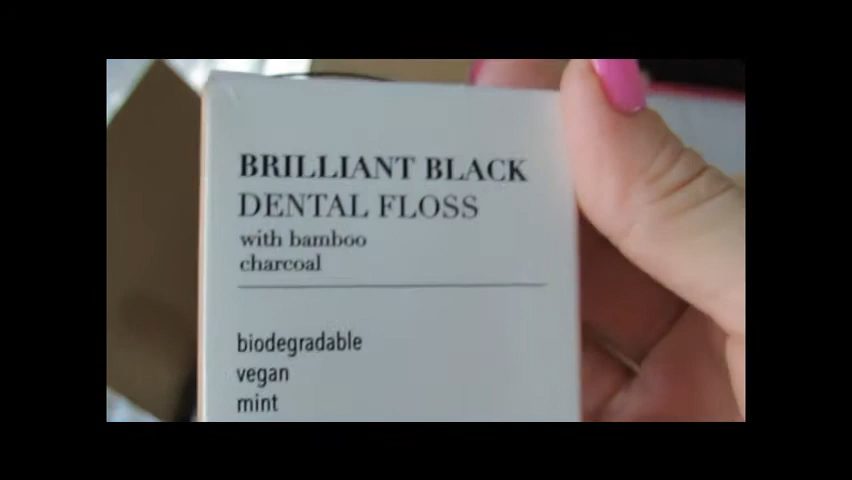 BRILLIANT BLACK
DENTAL FLOSS
with bamboo
charcoal
biodegradable
vegan
mint